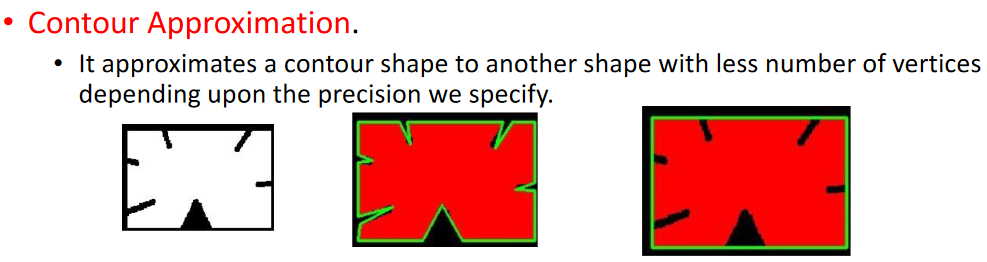 • Contour Approximation.
• It approximates a contour shape to another shape with less number of vertices
depending upon the precision we specify.